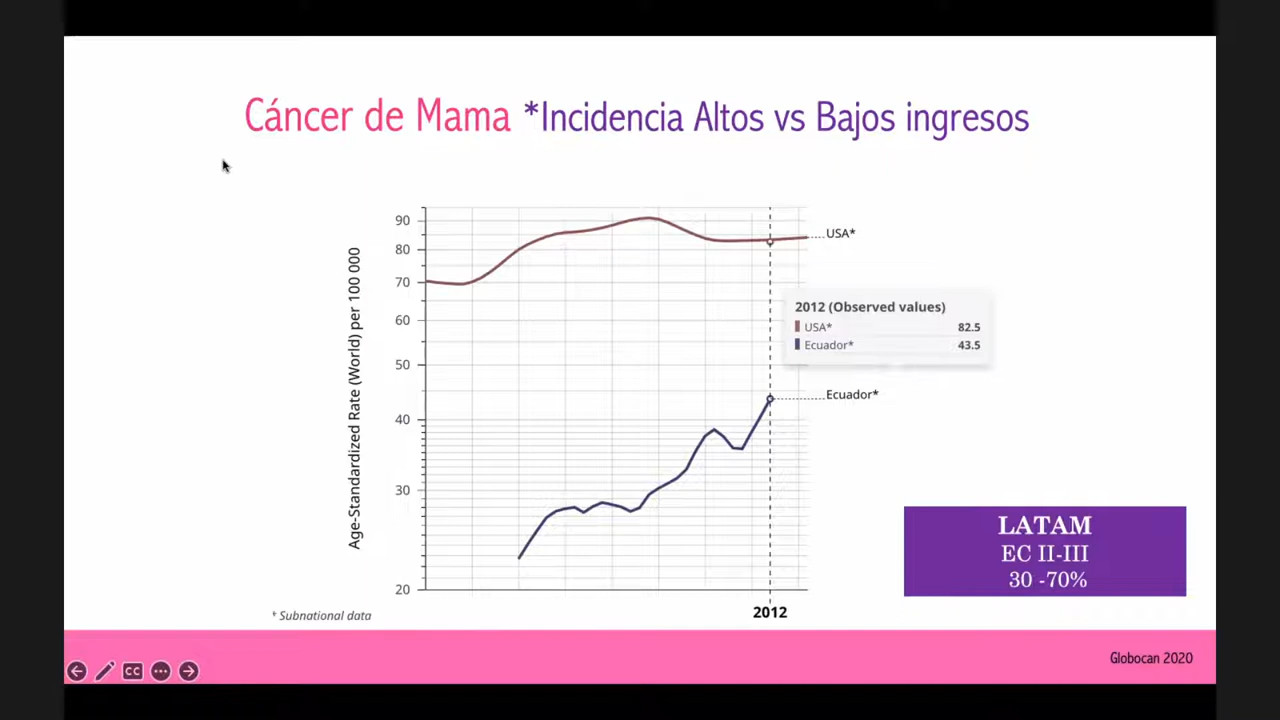 Cáncer de Mama *Incidencia Altos vs Bajos ingresos
Age-Standardized Rate (World) per 100 000
90
80
70
60
50
40
30
20
USA*
2012 (Observed values)
USA* 82.5
Ecuador* 43.5
Ecuador*
2012
* Subnational data
LATAM
EC II-III
30 -70%
CC
Globocan 2020